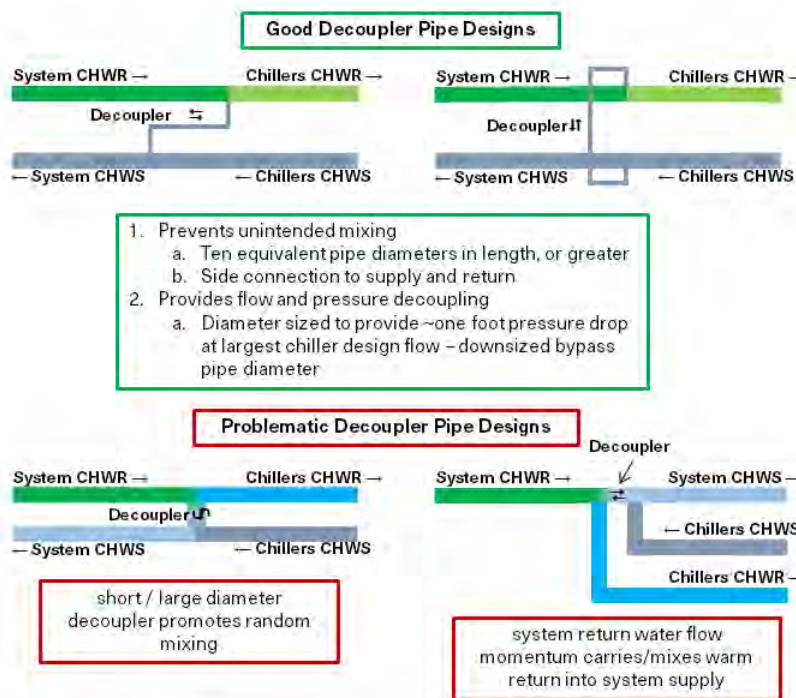 Good Decoupler Pipe Designs
System CHWR →
Chillers CHWR →
Decoupler ⇆
← System CHWS
← Chillers CHWS
System CHWR →
Chillers CHWR →
Decoupler⇵
← System CHWS
← Chillers CHWS
1. Prevents unintended mixing
a. Ten equivalent pipe diameters in length, or greater
b. Side connection to supply and return
2. Provides flow and pressure decoupling
a. Diameter sized to provide ~one foot pressure drop
at largest chiller design flow – downsized bypass
pipe diameter
Problematic Decoupler Pipe Designs
System CHWR →
Chillers CHWR →
Decoupler
← System CHWS
← Chillers CHWS
short / large diameter
decoupler promotes random
mixing
Decoupler
System CHWR →
System CHWS →
← Chillers CHWS
Chillers CHWR →
system return water flow
momentum carries/mixes warm
return into system supply